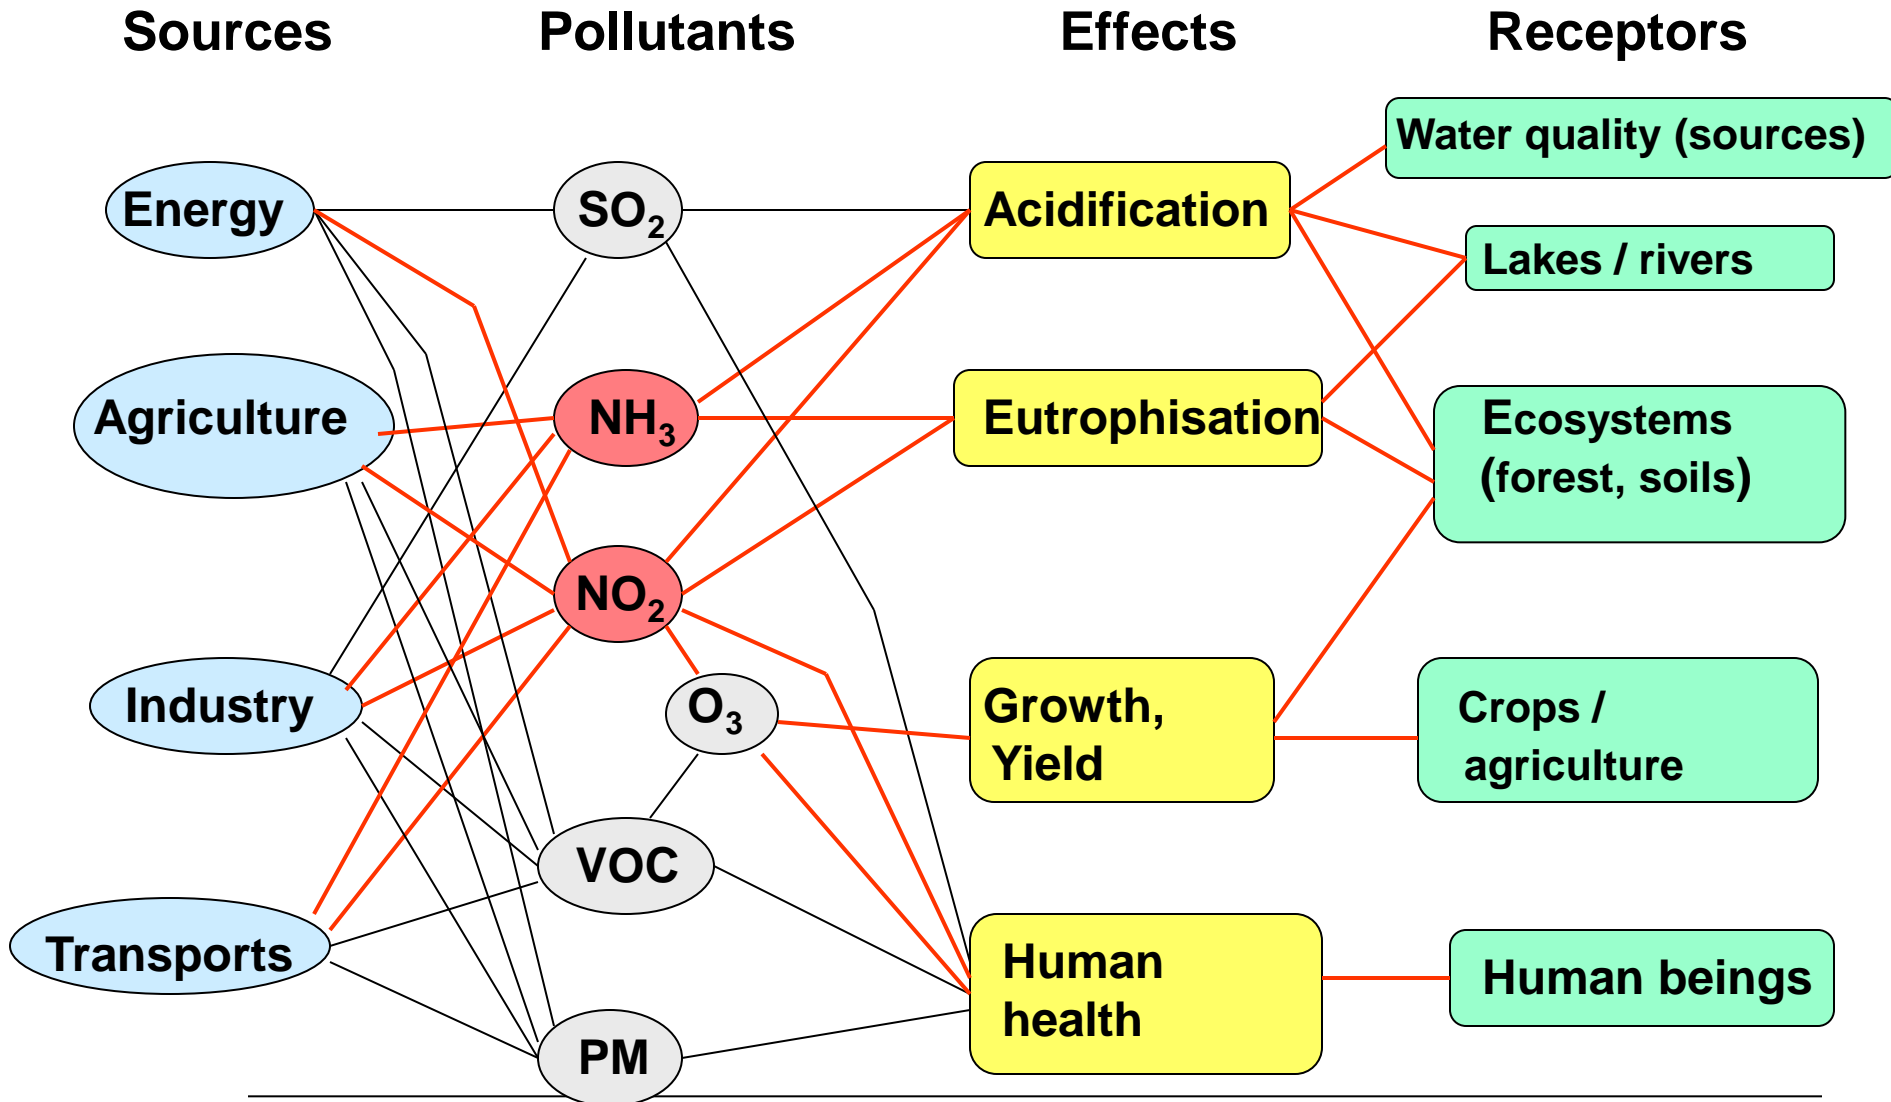 Sources
Pollutants
Effects
Receptors
Energy
Agriculture
Industry
Transports
SO₂
NH₃
NO₂
O₃
VOC
PM
Acidification
Eutrophisation
Growth,
Yield
Human
health
Water quality (sources)
Lakes / rivers
Ecosystems
(forest, soils)
Crops /
agriculture
Human beings